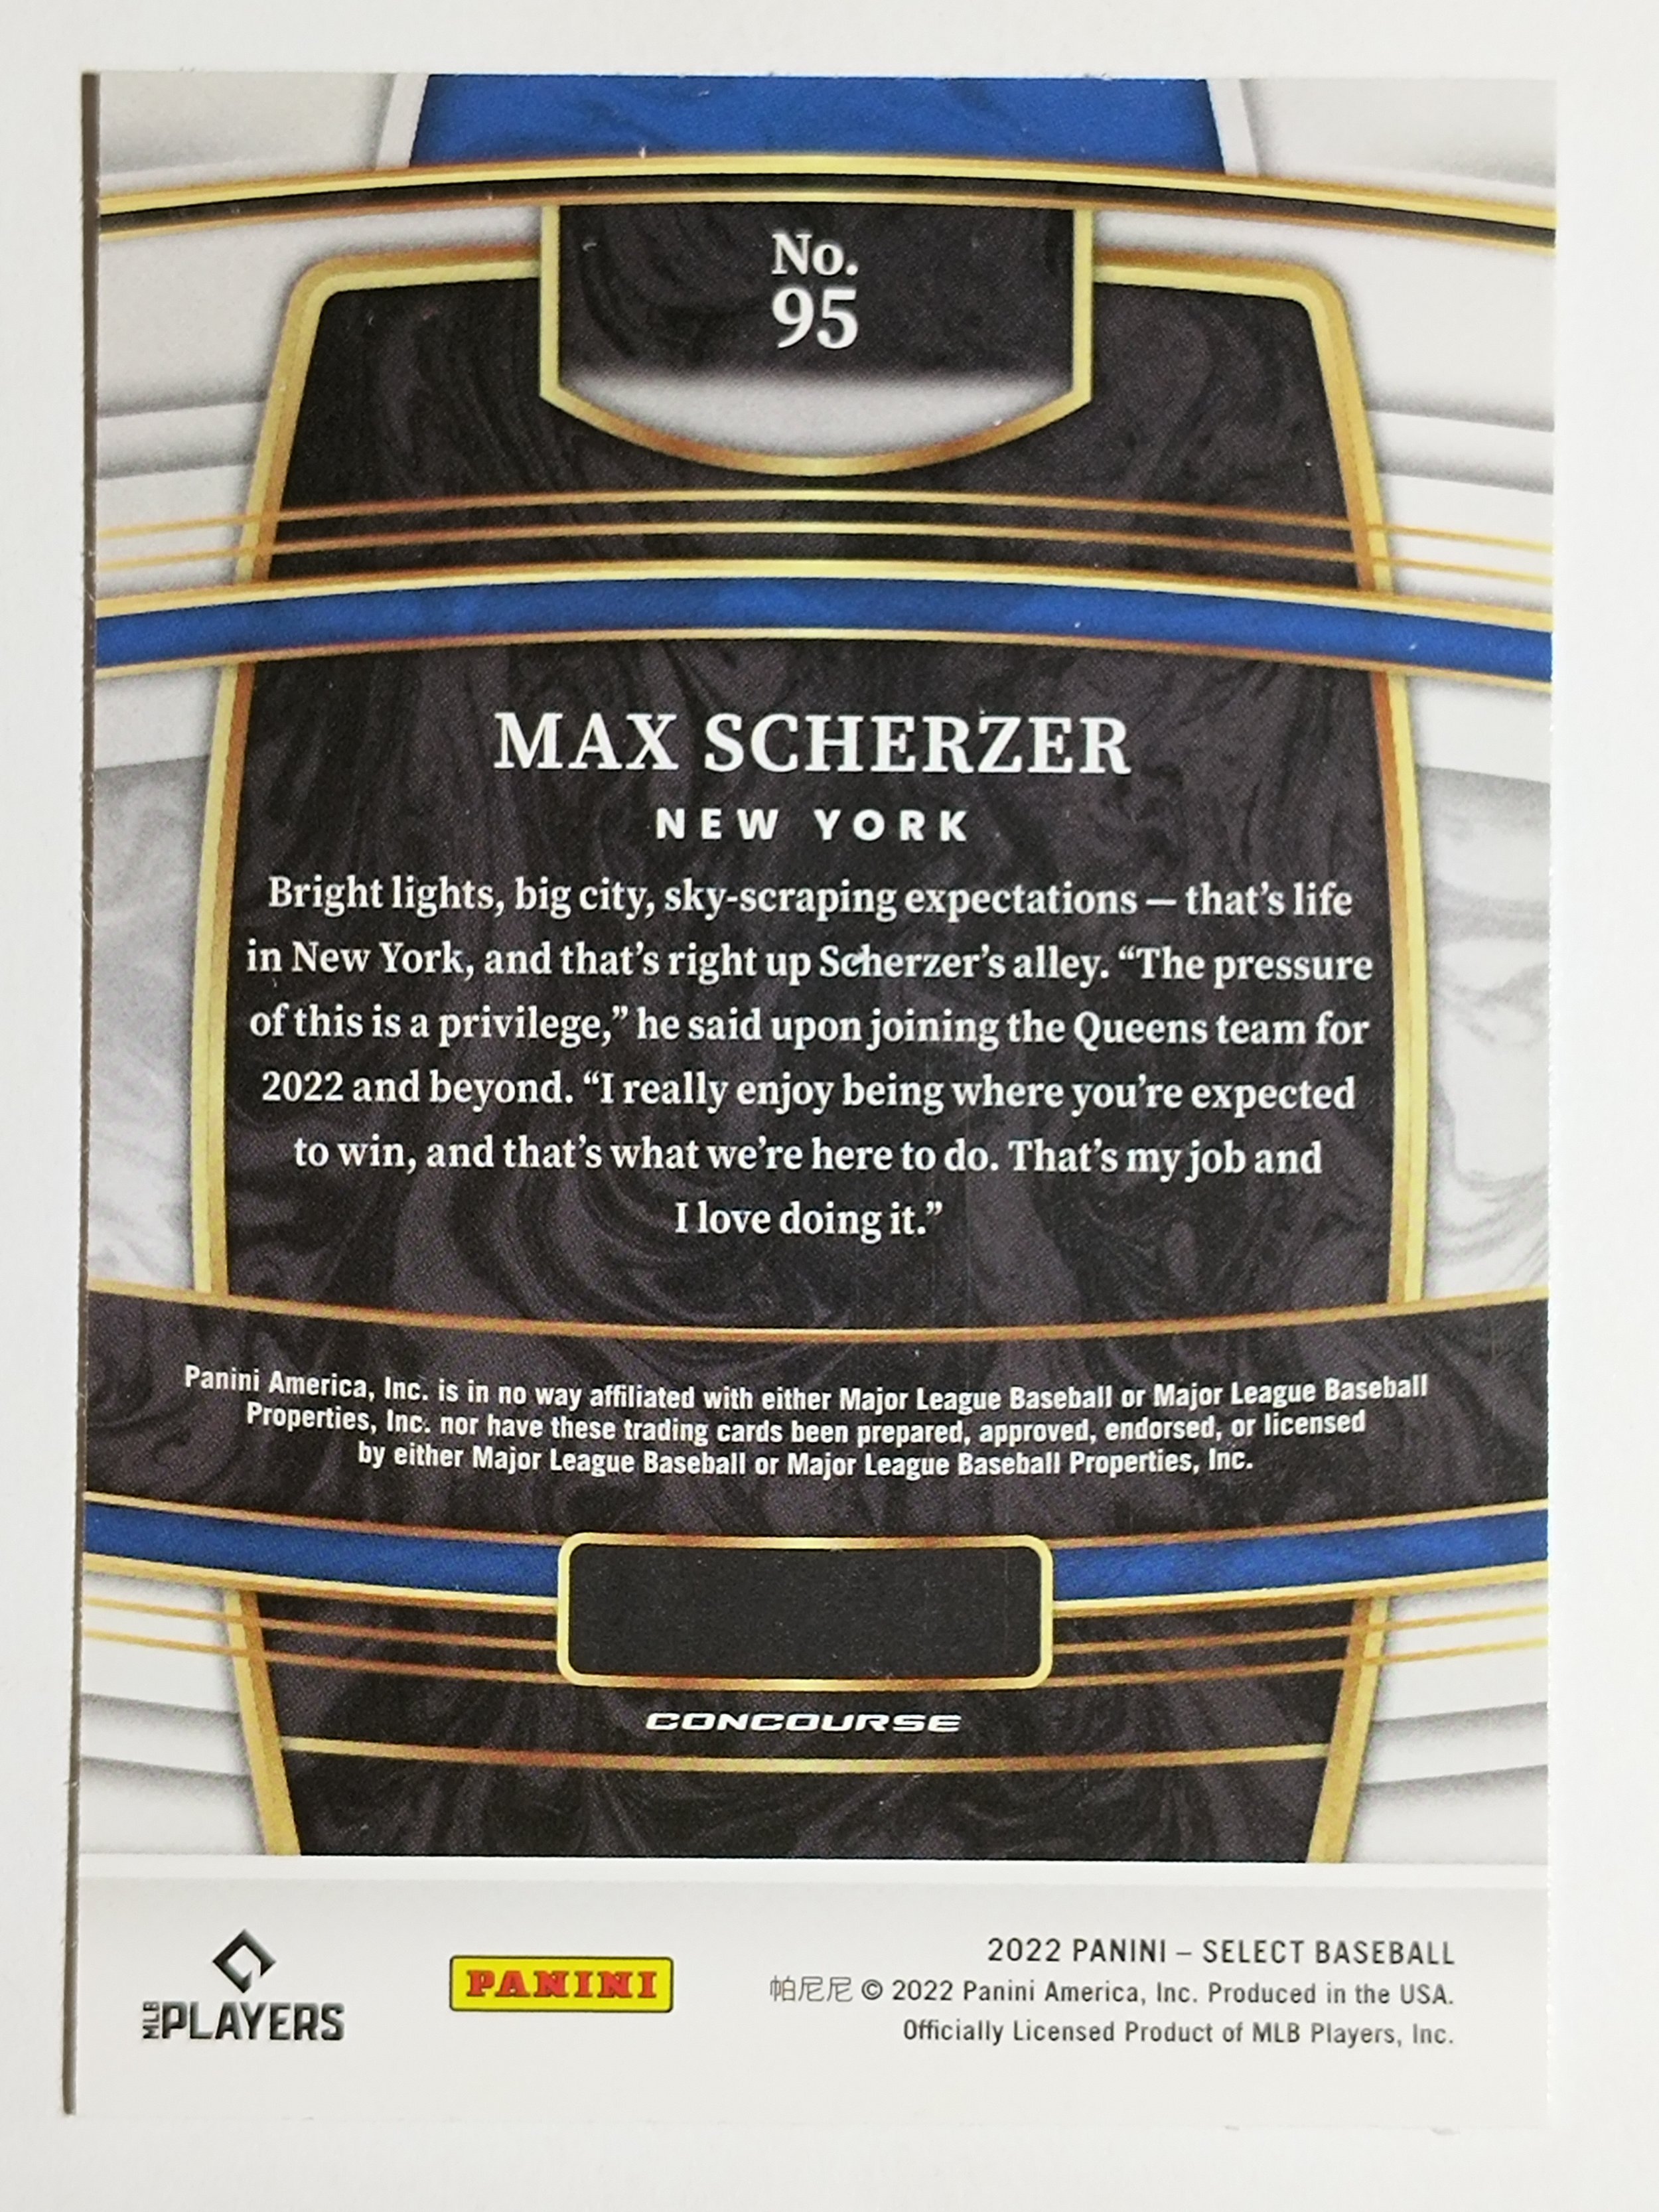 No.
95
MAX SCHERZER
NEW YORK
Bright lights, big city, sky-scraping expectations — that’s life
in New York, and that’s right up Scherzer’s alley. “The pressure
of this is a privilege,” he said upon joining the Queens team for
2022 and beyond. “I really enjoy being where you’re expected
to win, and that’s what we’re here to do. That’s my job and
I love doing it.”
Panini America, Inc. is in no way affiliated with either Major League Baseball or Major League Baseball
Properties, Inc. nor have these trading cards been prepared, approved, endorsed, or licensed
by either Major League Baseball or Major League Baseball Properties, Inc.
CONCOURSE
MLB PLAYERS
PANINI
2022 PANINI – SELECT BASEBALL
帕尼尼 © 2022 Panini America, Inc. Produced in the USA.
Officially Licensed Product of MLB Players, Inc.